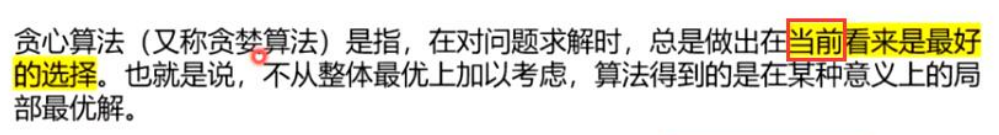 贪心算法（又称贪婪算法）是指，在对问题求解时，总是做出在当前看来是最好
的选择。也就是说，不从整体最优上加以考虑，算法得到的是在某种意义上的局
部最优解。